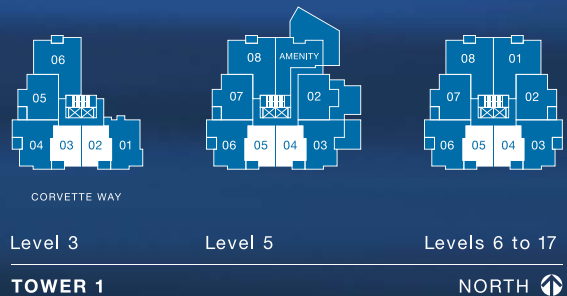 06
05
04 03 02 01
CORVETTE WAY
Level 3
08 AMENITY
07 02
06 05 04 03
Level 5
08 01
07 02
06 05 04 03
Levels 6 to 17
TOWER 1
NORTH